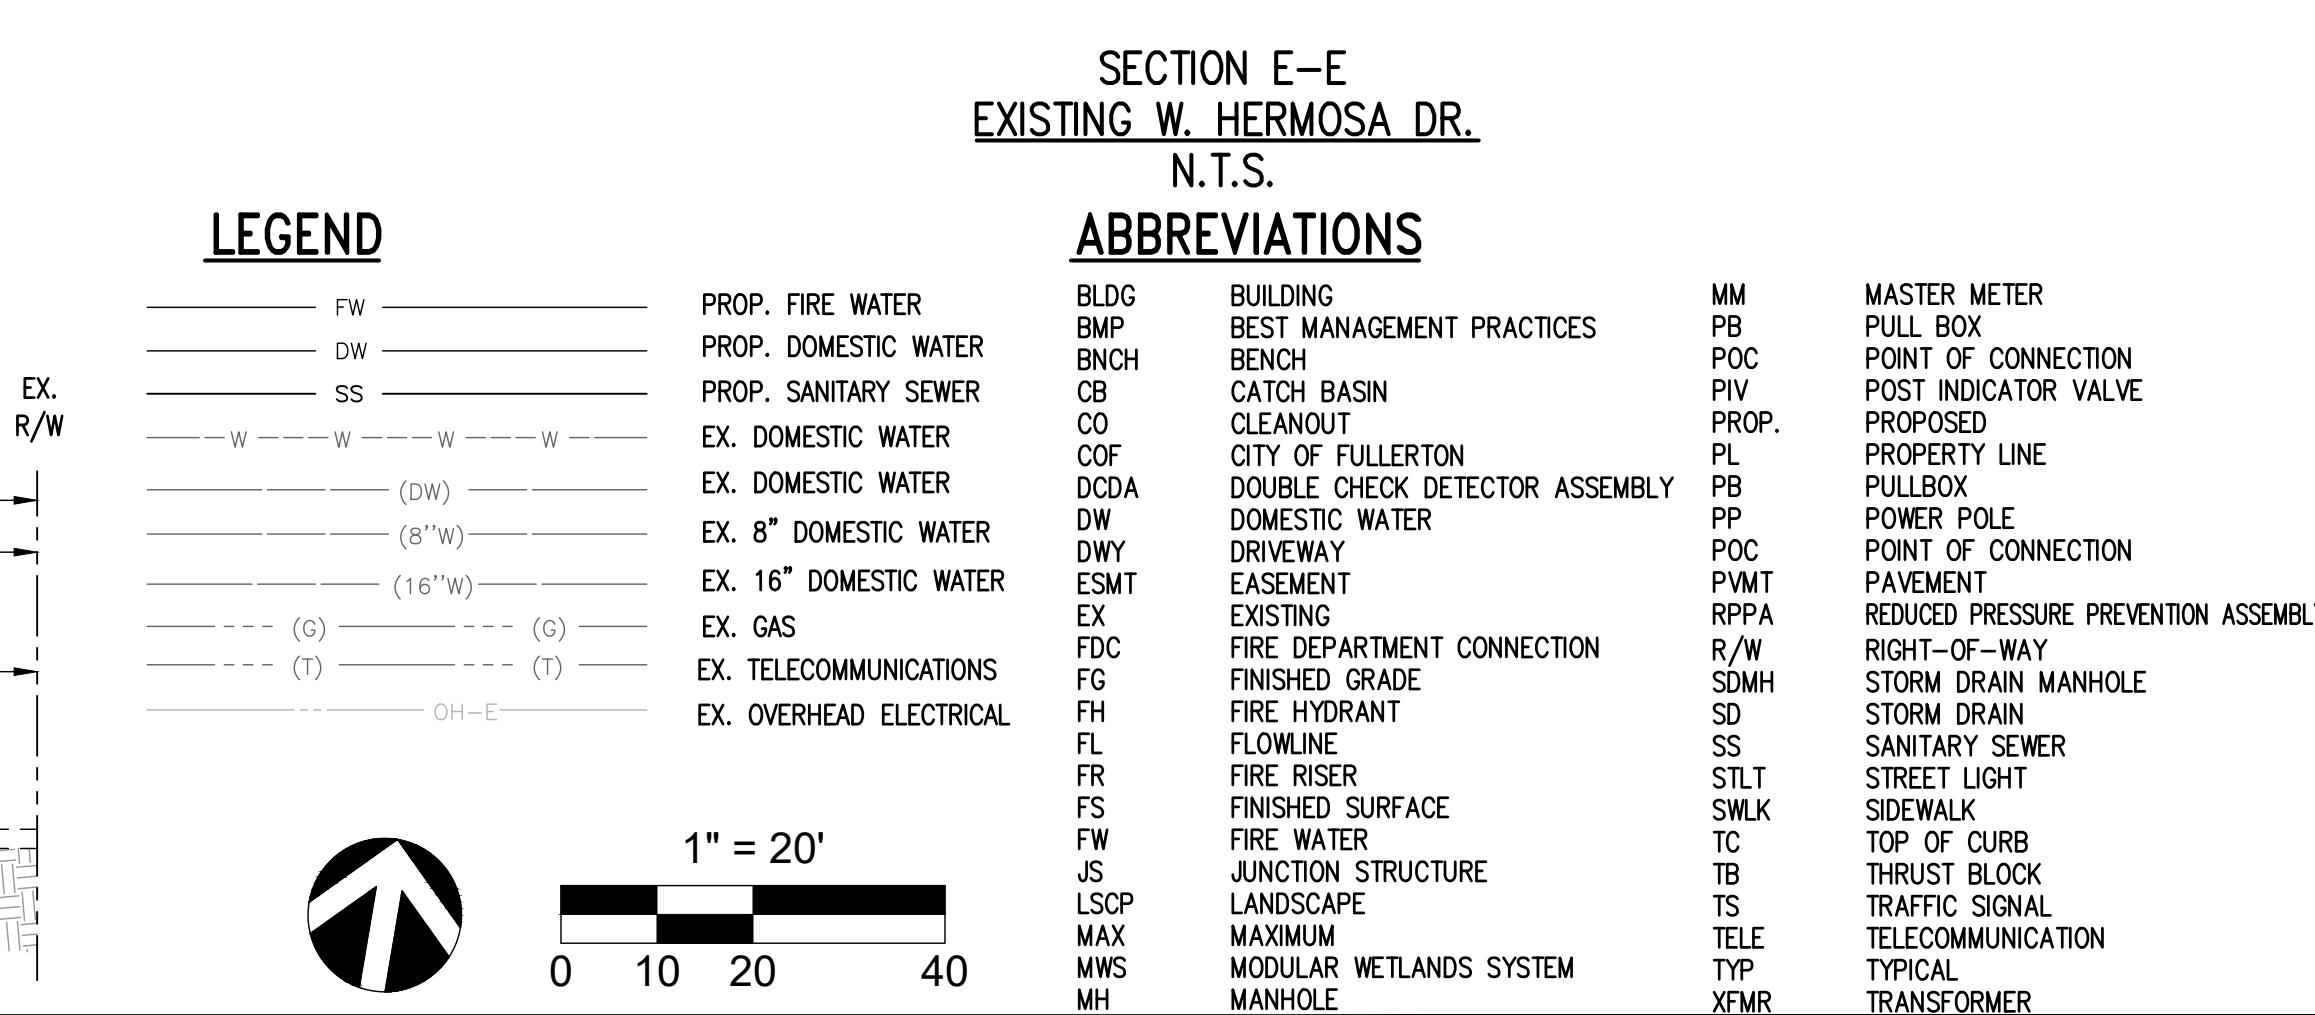 SECTION E–E
EXISTING W. HERMOSA DR.
N.T.S.
EX.
R/W
LEGEND
FW PROP. FIRE WATER
DW PROP. DOMESTIC WATER
SS PROP. SANITARY SEWER
W W W W EX. DOMESTIC WATER
(DW) EX. DOMESTIC WATER
(8''W) EX. 8" DOMESTIC WATER
(16''W) EX. 16" DOMESTIC WATER
(G) (G) EX. GAS
(T) (T) EX. TELECOMMUNICATIONS
OH–E EX. OVERHEAD ELECTRICAL
1" = 20'
0 10 20 40
ABBREVIATIONS
BLDG BUILDING
BMP BEST MANAGEMENT PRACTICES
BNCH BENCH
CB CATCH BASIN
CO CLEANOUT
COF CITY OF FULLERTON
DCDA DOUBLE CHECK DETECTOR ASSEMBLY
DW DOMESTIC WATER
DWY DRIVEWAY
ESMT EASEMENT
EX EXISTING
FDC FIRE DEPARTMENT CONNECTION
FG FINISHED GRADE
FH FIRE HYDRANT
FL FLOWLINE
FR FIRE RISER
FS FINISHED SURFACE
FW FIRE WATER
JS JUNCTION STRUCTURE
LSCP LANDSCAPE
MAX MAXIMUM
MWS MODULAR WETLANDS SYSTEM
MH MANHOLE
MM MASTER METER
PB PULL BOX
POC POINT OF CONNECTION
PIV POST INDICATOR VALVE
PROP. PROPOSED
PL PROPERTY LINE
PB PULLBOX
PP POWER POLE
POC POINT OF CONNECTION
PVMT PAVEMENT
RPPA REDUCED PRESSURE PREVENTION ASSEMBL
R/W RIGHT–OF–WAY
SDMH STORM DRAIN MANHOLE
SD STORM DRAIN
SS SANITARY SEWER
STLT STREET LIGHT
SWLK SIDEWALK
TC TOP OF CURB
TB THRUST BLOCK
TS TRAFFIC SIGNAL
TELE TELECOMMUNICATION
TYP TYPICAL
XFMR TRANSFORMER